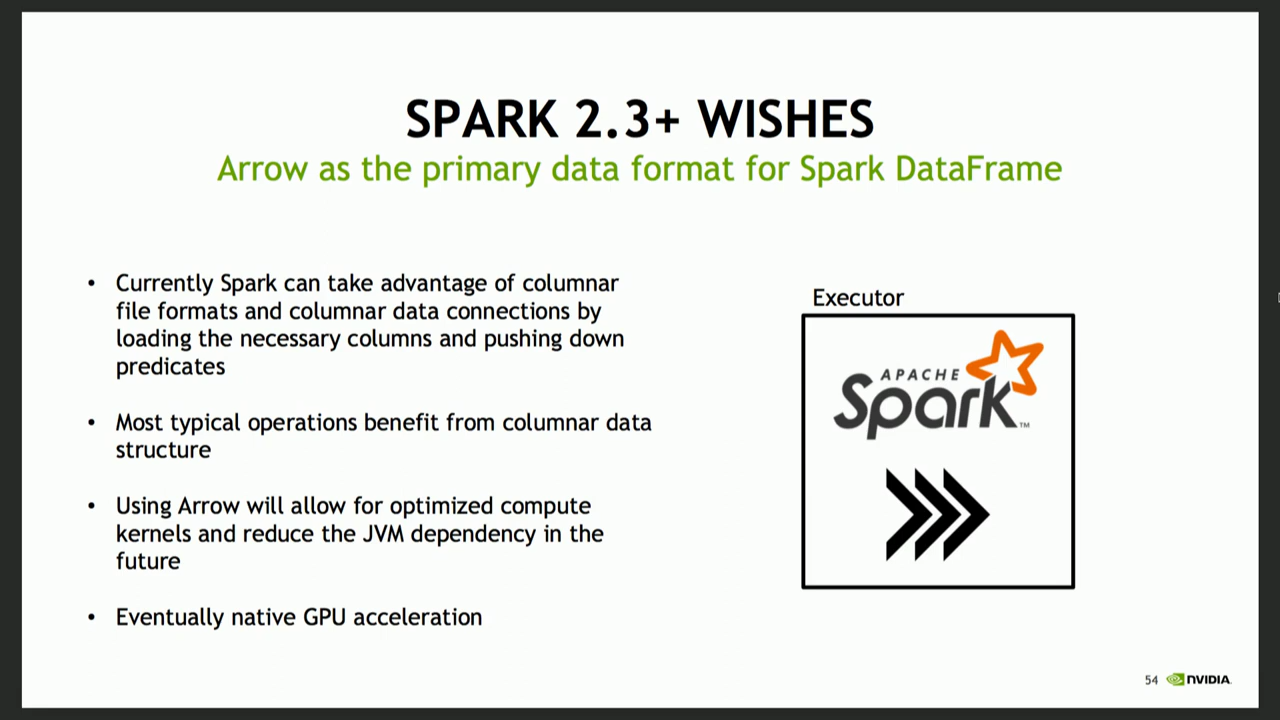 SPARK 2.3+ WISHES
Arrow as the primary data format for Spark DataFrame
• Currently Spark can take advantage of columnar
file formats and columnar data connections by
loading the necessary columns and pushing down
predicates
• Most typical operations benefit from columnar data
structure
• Using Arrow will allow for optimized compute
kernels and reduce the JVM dependency in the
future
• Eventually native GPU acceleration
Executor
APACHE
Spark™
54 NVIDIA.